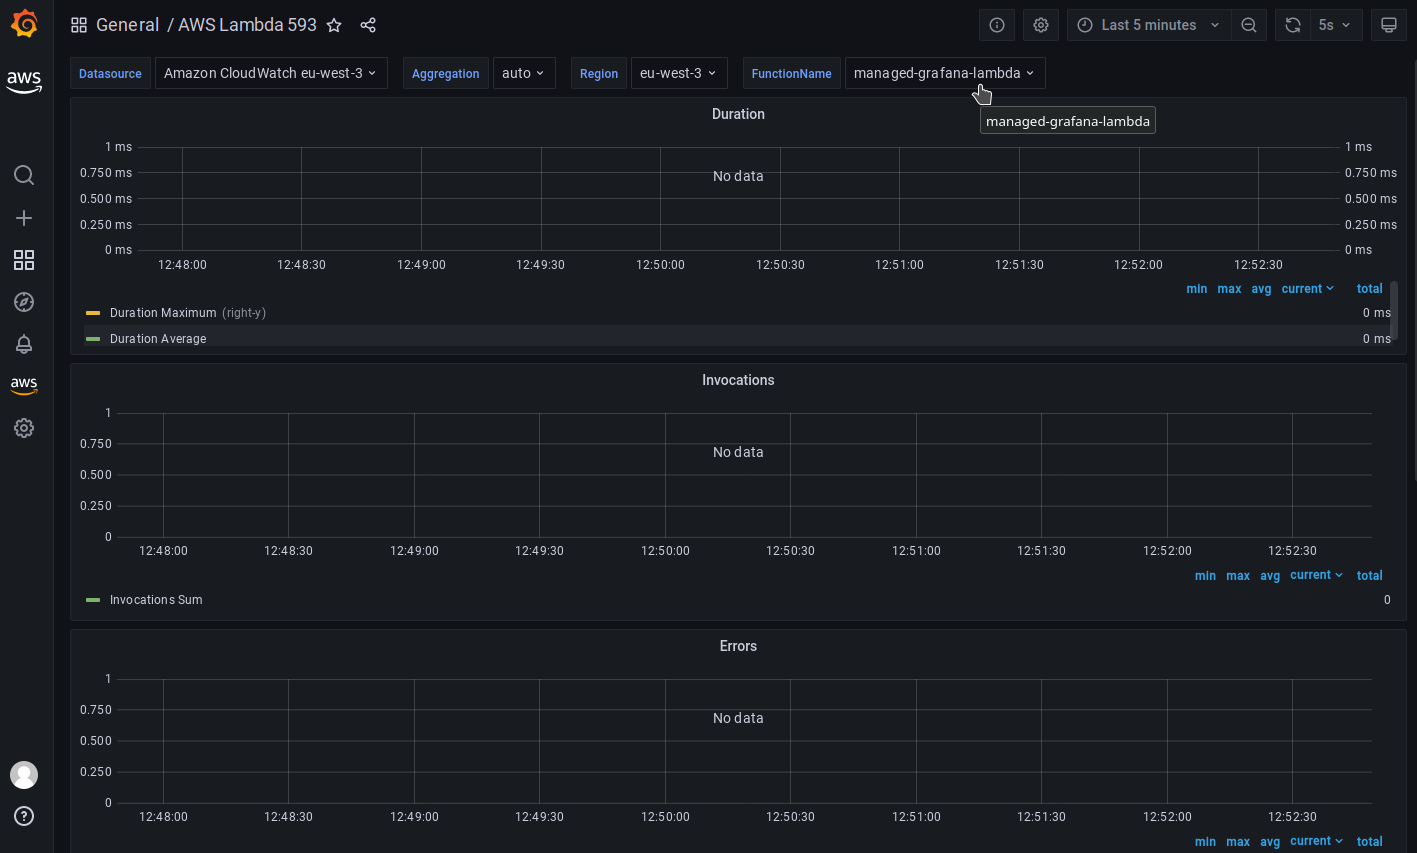 General / AWS Lambda 593
Last 5 minutes
5s
aws
Datasource Amazon CloudWatch eu-west-3 Aggregation auto Region eu-west-3 FunctionName managed-grafana-lambda
managed-grafana-lambda
Duration
1 ms 1 ms
0.750 ms 0.750 ms
No data
0.500 ms 0.500 ms
0.250 ms 0.250 ms
0 ms 0 ms
12:48:00 12:48:30 12:49:00 12:49:30 12:50:00 12:50:30 12:51:00 12:51:30 12:52:00 12:52:30
min max avg current total
Duration Maximum (right-y) 0 ms
Duration Average 0 ms
aws
Invocations
1
0.750
No data
0.500
0.250
0
12:48:00 12:48:30 12:49:00 12:49:30 12:50:00 12:50:30 12:51:00 12:51:30 12:52:00 12:52:30
min max avg current total
Invocations Sum 0
Errors
1
0.750
No data
0.500
0.250
0
12:48:00 12:48:30 12:49:00 12:49:30 12:50:00 12:50:30 12:51:00 12:51:30 12:52:00 12:52:30
min max avg current total